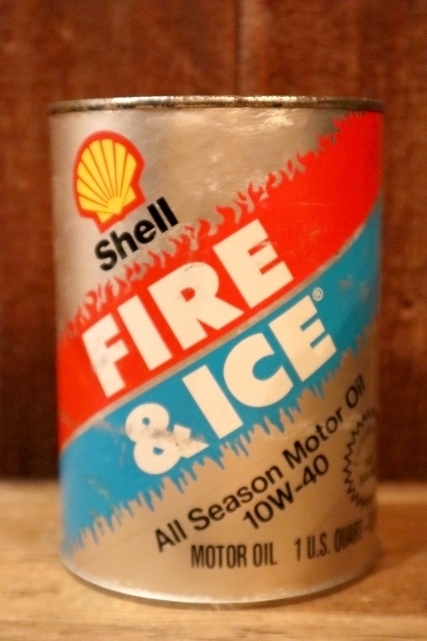 Shell
FIRE
& ICE®
All Season Motor Oil
10W-40
MOTOR OIL 1 U.S. QUART